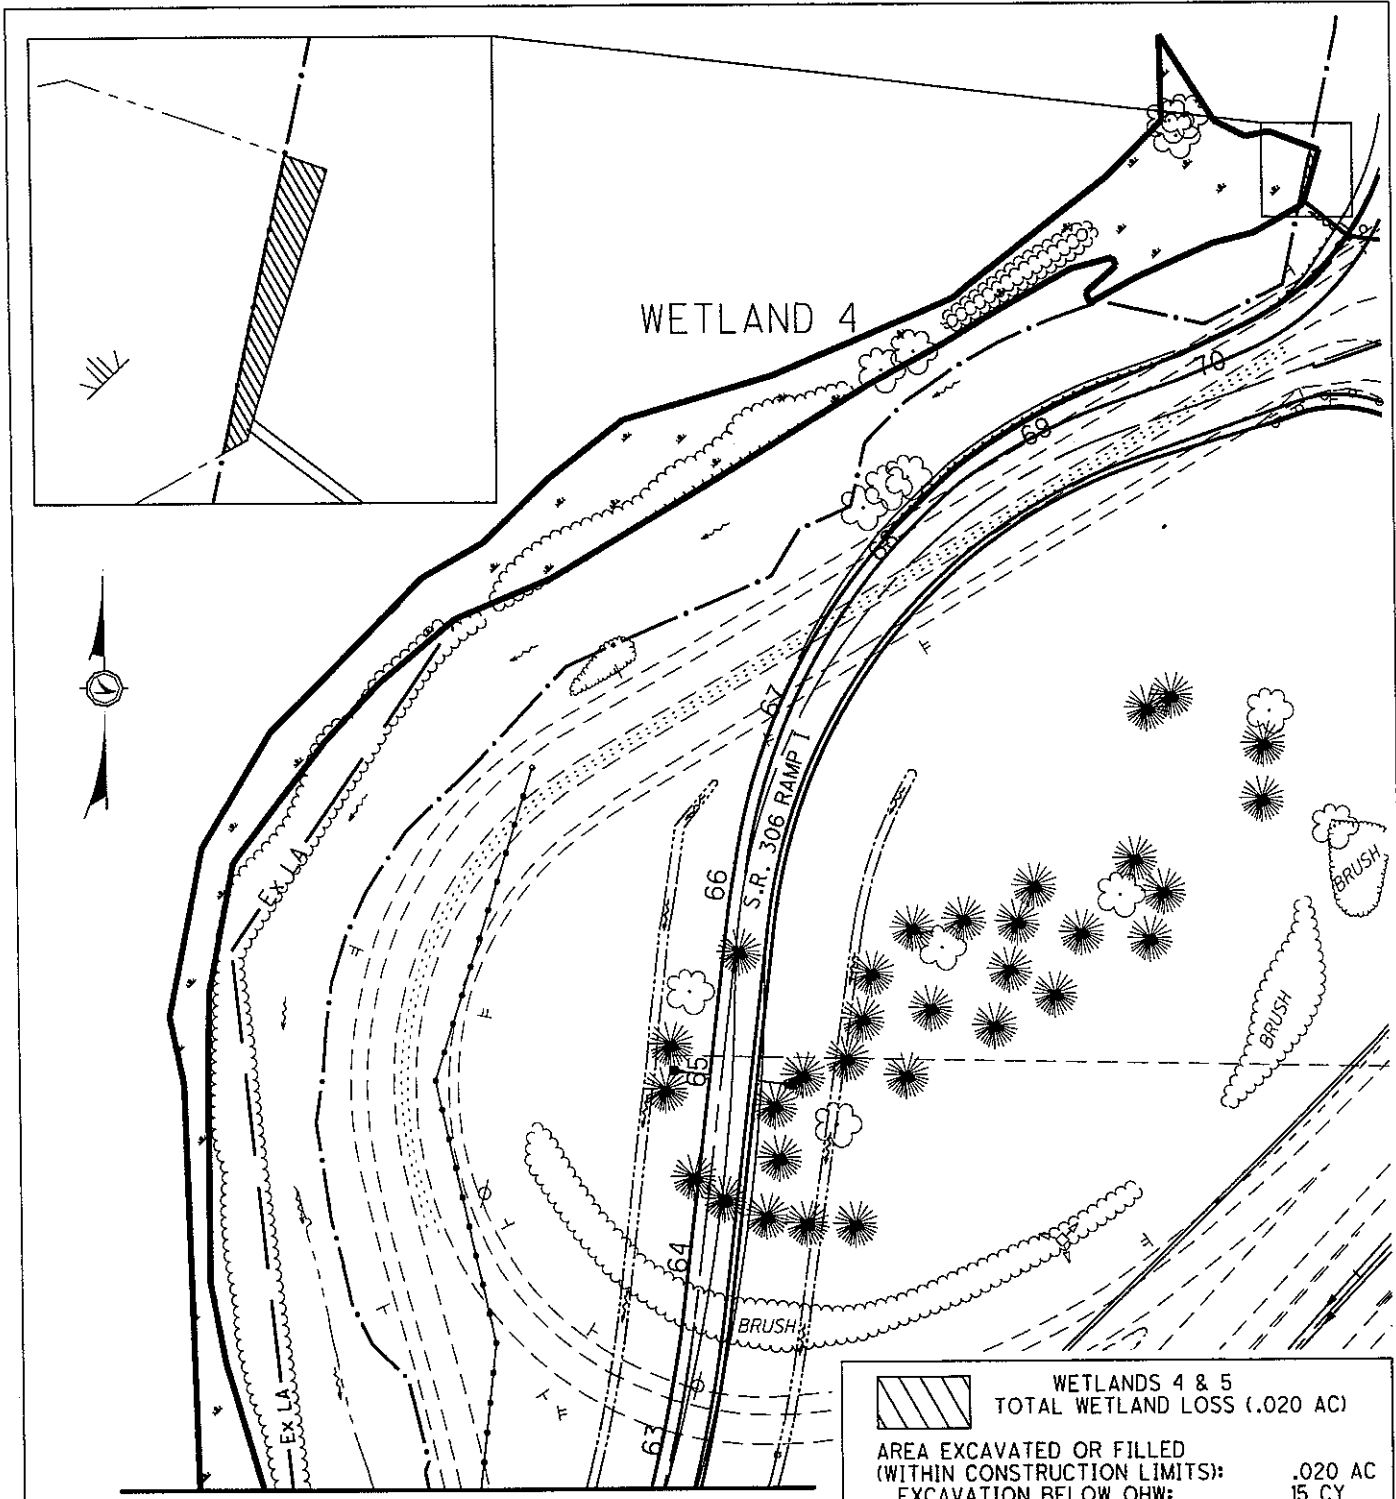 WETLAND 4
70
69
68
67
S.R. 306 RAMP 1
66
Ex LA
BRUSH
BRUSH
65
64
BRUSH
Ex LA
63
WETLANDS 4 & 5
TOTAL WETLAND LOSS (.020 AC)
AREA EXCAVATED OR FILLED
(WITHIN CONSTRUCTION LIMITS): .020 AC
EXCAVATION BELOW OHW: 15 CY